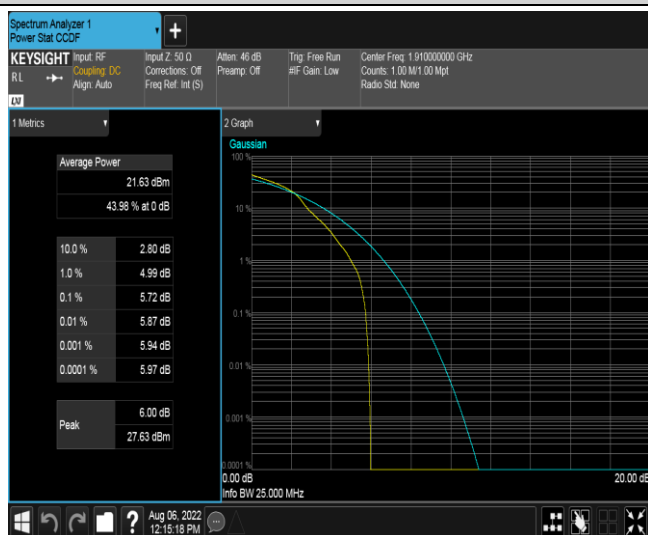 Spectrum Analyzer 1
Power Stat CCDF
+
KEYSIGHT
R L
LXI
Input: RF
Coupling: DC
Align: Auto
Input Z: 50 Ω
Corrections: Off
Freq Ref: Int (S)
Atten: 46 dB
Preamp: Off
Trig: Free Run
#IF Gain: Low
Center Freq: 1.910000000 GHz
Counts: 1.00 M/1.00 Mpt
Radio Std: None
1 Metrics
Average Power
21.63 dBm
43.98 % at 0 dB
10.0 % 2.80 dB
1.0 % 4.99 dB
0.1 % 5.72 dB
0.01 % 5.87 dB
0.001 % 5.94 dB
0.0001 % 5.97 dB
Peak
6.00 dB
27.63 dBm
2 Graph
Gaussian
100 %
10 %
1 %
0.1 %
0.01 %
0.001 %
0.0001 %
0.00 dB 20.00 dB
Info BW 25.000 MHz
?
Aug 06, 2022
12:15:18 PM